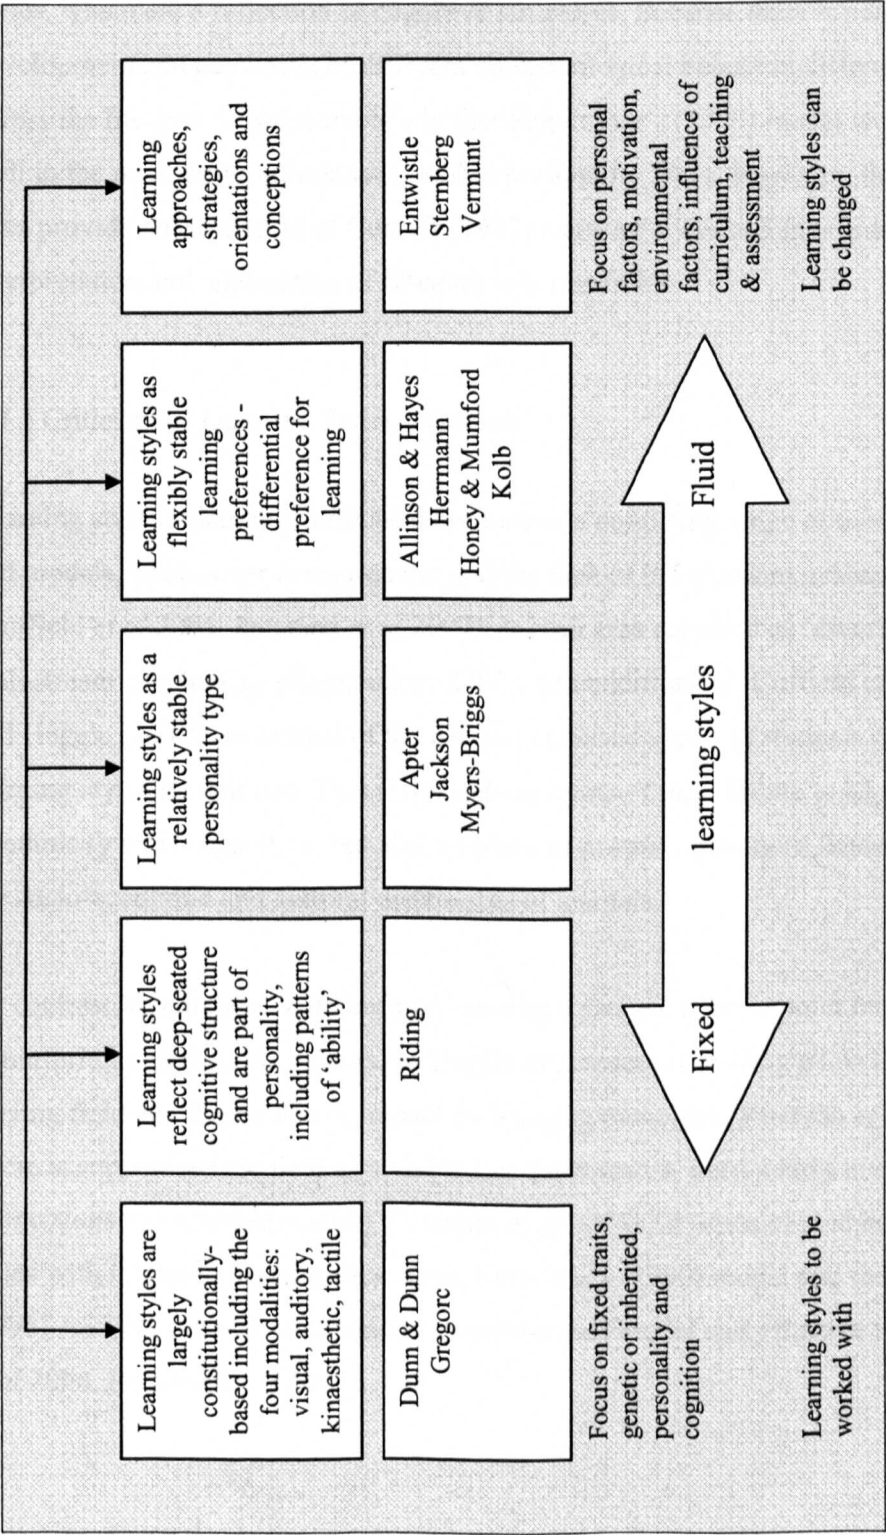 Learning styles are
largely
constitutionally-
based including the
four modalities:
visual, auditory,
kinaesthetic, tactile
Learning styles
reflect deep-seated
cognitive structure
and are part of
personality,
including patterns
of ‘ability’
Learning styles as a
relatively stable
personality type
Learning styles as
flexibly stable
learning
preferences -
differential
preference for
learning
Learning
approaches,
strategies,
orientations and
conceptions
Dunn & Dunn
Gregorc
Riding
Apter
Jackson
Myers-Briggs
Allinson & Hayes
Herrmann
Honey & Mumford
Kolb
Entwistle
Sternberg
Vermunt
Focus on fixed traits,
genetic or inherited,
personality and
cognition
Fixed learning styles Fluid
Focus on personal
factors, motivation,
environmental
factors, influence of
curriculum, teaching
& assessment
Learning styles to be
worked with
Learning styles can
be changed